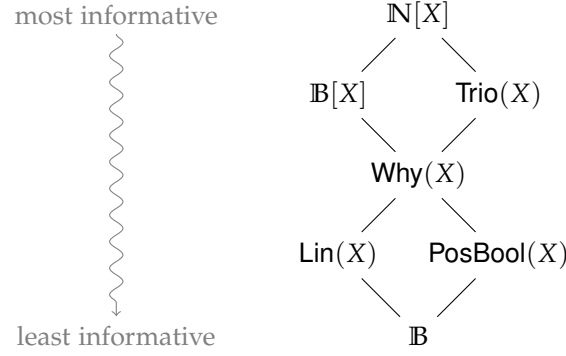 most informative
ℕ[X]
𝔹[X]
Trio(X)
Why(X)
Lin(X)
PosBool(X)
least informative
𝔹